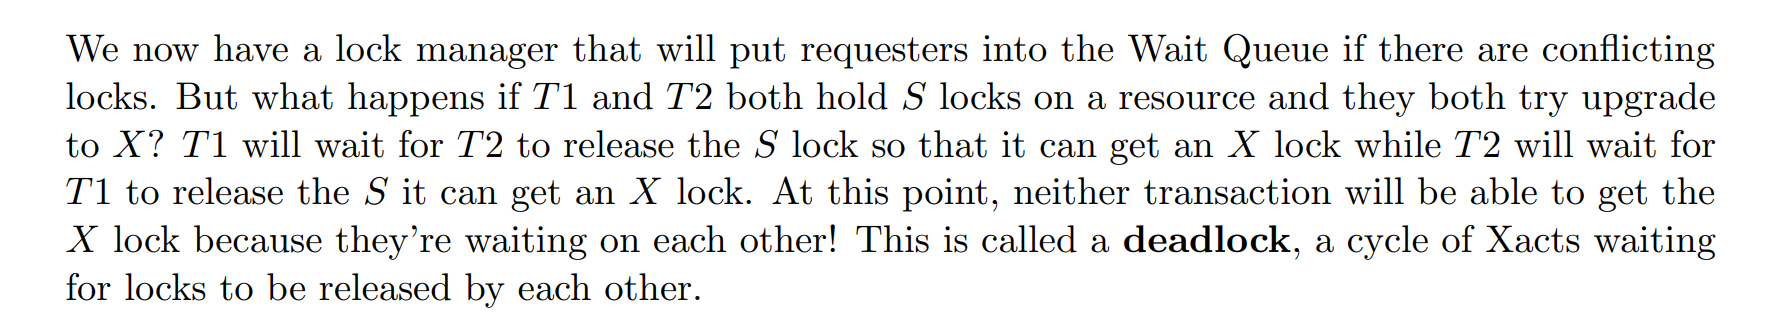 We now have a lock manager that will put requesters into the Wait Queue if there are conflicting
locks. But what happens if T1 and T2 both hold S locks on a resource and they both try upgrade
to X? T1 will wait for T2 to release the S lock so that it can get an X lock while T2 will wait for
T1 to release the S it can get an X lock. At this point, neither transaction will be able to get the
X lock because they're waiting on each other! This is called a deadlock, a cycle of Xacts waiting
for locks to be released by each other.